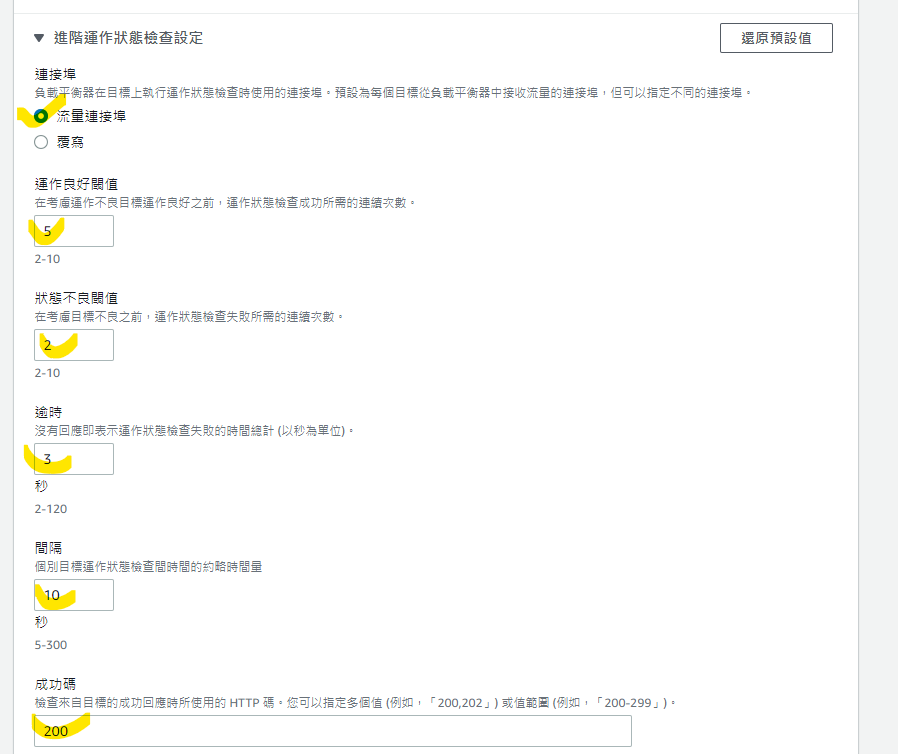 進階運作狀態檢查設定
還原預設值
連接埠
負載平衡器在目標上執行運作狀態檢查時使用的連接埠。預設為每個目標從負載平衡器中接收流量的連接埠，但可以指定不同的連接埠。
流量連接埠
覆寫
運作良好閾值
在考慮運作不良目標運作良好之前，運作狀態檢查成功所需的連續次數。
5
2-10
狀態不良閾值
在考慮目標不良之前，運作狀態檢查失敗所需的連續次數。
2
2-10
逾時
沒有回應即表示運作狀態檢查失敗的時間總計 (以秒為單位)。
3
秒
2-120
間隔
個別目標運作狀態檢查間時間的約略時間量
10
秒
5-300
成功碼
檢查來自目標的成功回應時所使用的 HTTP 碼。您可以指定多個值 (例如，「200,202」) 或值範圍 (例如，「200-299」)。
200